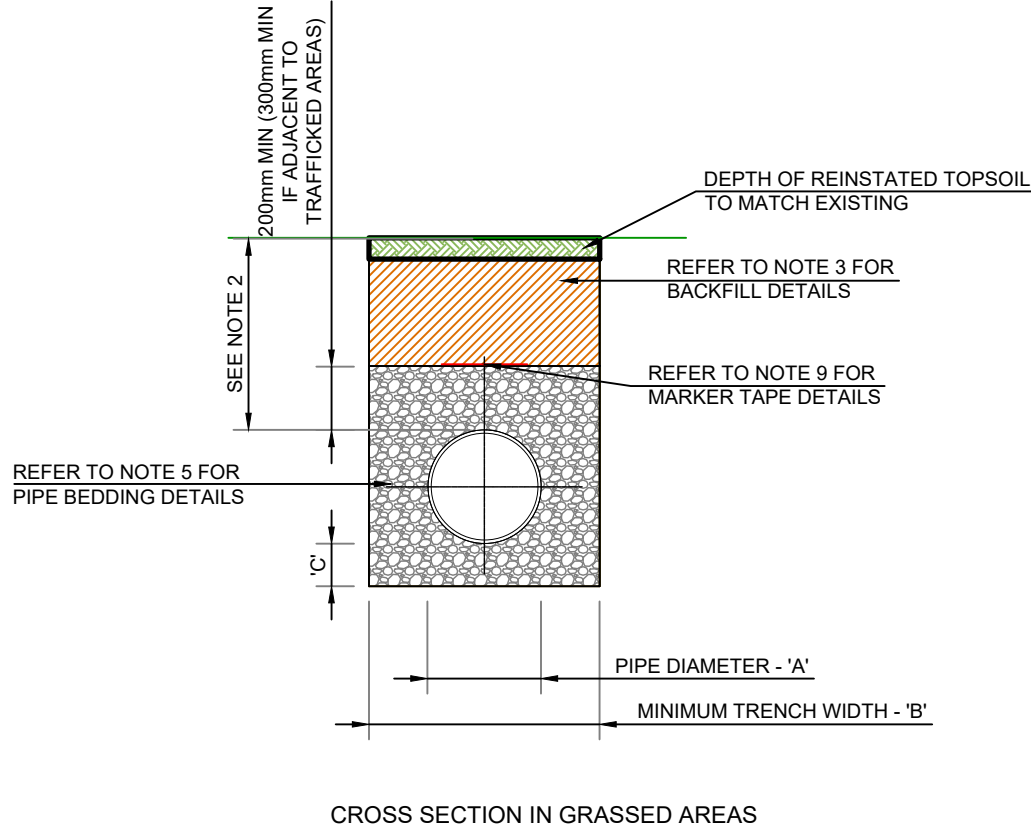 200mm MIN (300mm MIN
IF ADJACENT TO
TRAFFICKED AREAS)
DEPTH OF REINSTATED TOPSOIL
TO MATCH EXISTING
REFER TO NOTE 3 FOR
BACKFILL DETAILS
SEE NOTE 2
REFER TO NOTE 9 FOR
MARKER TAPE DETAILS
REFER TO NOTE 5 FOR
PIPE BEDDING DETAILS
'C'
PIPE DIAMETER - 'A'
MINIMUM TRENCH WIDTH - 'B'
CROSS SECTION IN GRASSED AREAS